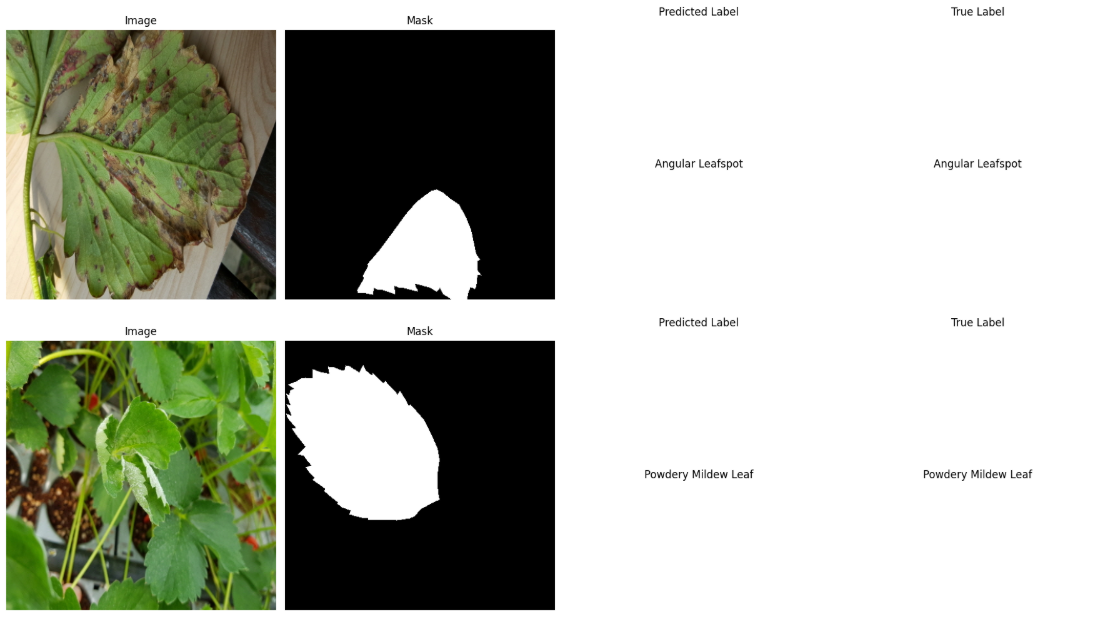 Image
Mask
Predicted Label
True Label
Angular Leafspot
Angular Leafspot
Image
Mask
Predicted Label
True Label
Powdery Mildew Leaf
Powdery Mildew Leaf